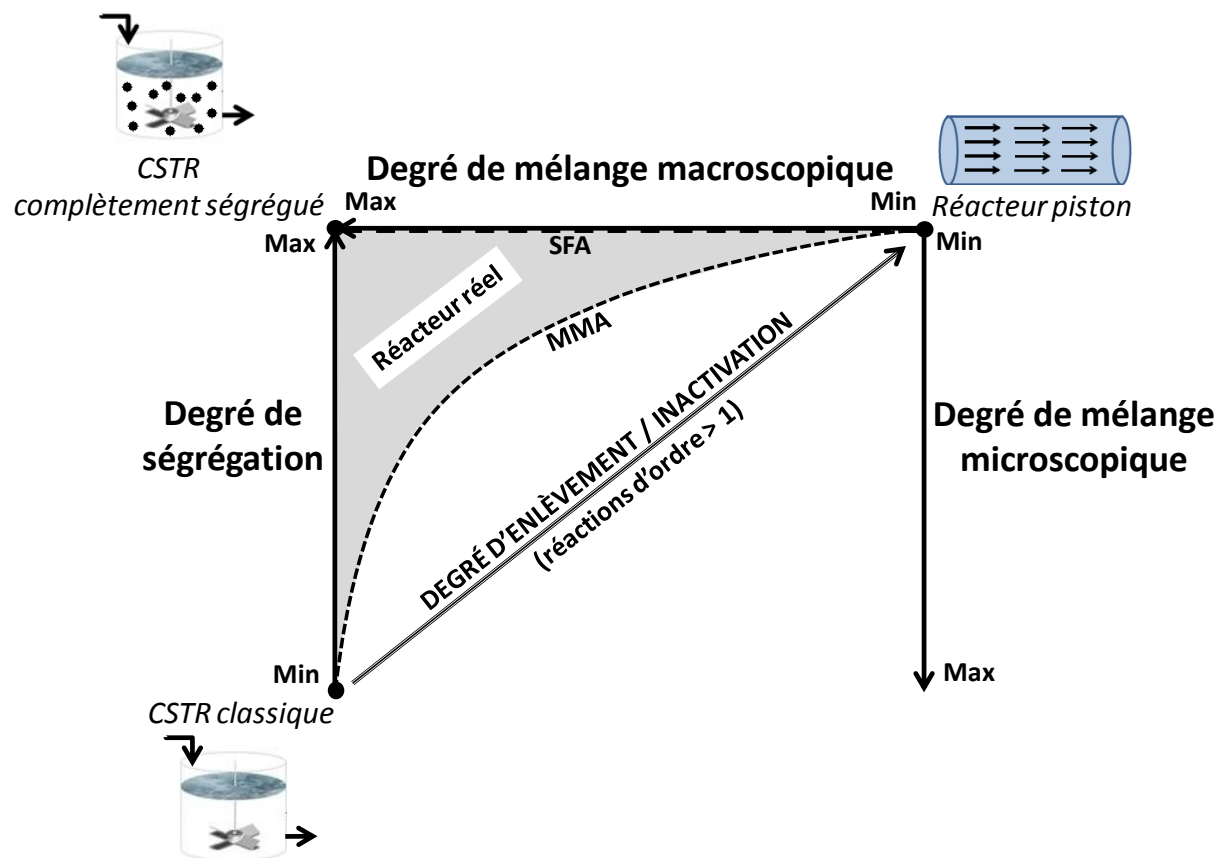 CSTR
complètement ségrégué
Degré de mélange macroscopique
Max
Min
Réacteur piston
Max
Min
SFA
Réacteur réel
MMA
Degré de
ségrégation
DEGRÉ D'ENLÈVEMENT / INACTIVATION
(réactions d'ordre > 1)
Degré de mélange
microscopique
Min
Max
CSTR classique